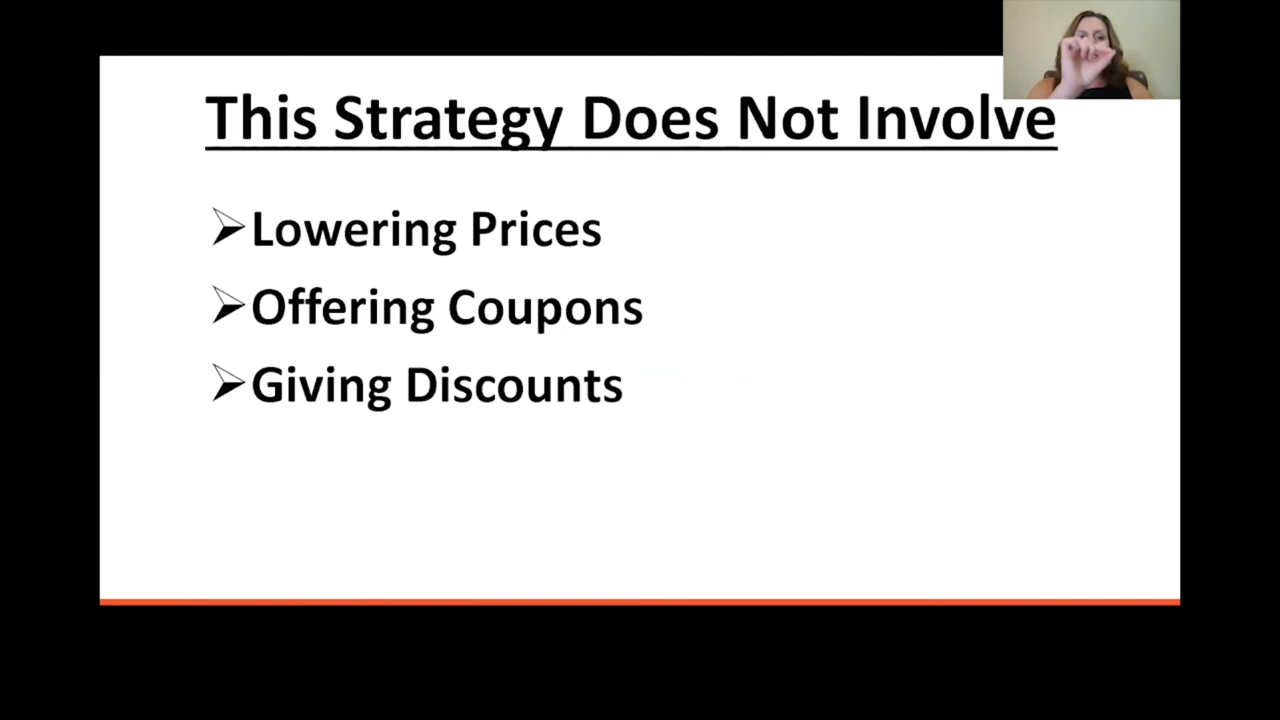 This Strategy Does Not Involve
Lowering Prices
Offering Coupons
Giving Discounts